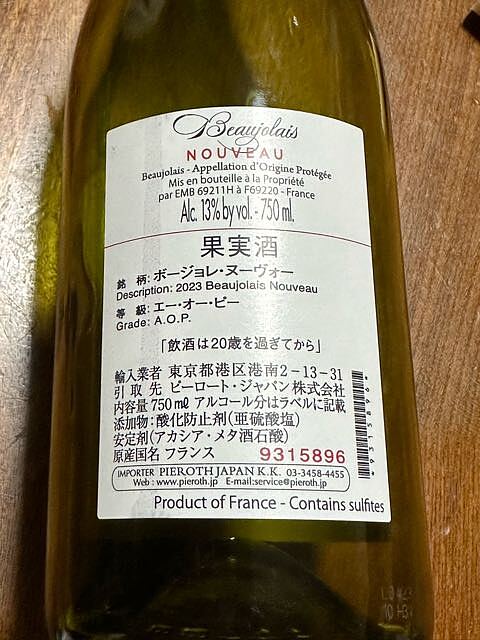 Beaujolais
NOUVEAU
Beaujolais - Appellation d'Origine Protégée
Mis en bouteille à la Propriété
par EMB 69211H à F69220 - France
Alc. 13% by vol. - 750 ml.
果実酒
銘 柄: ボージョレ・ヌーヴォー
Description: 2023 Beaujolais Nouveau
等 級: エー・オー・ピー
Grade: A.O.P.
「飲酒は20歳を過ぎてから」
輸入業者 東京都港区港南2-13-31
引 取 先 ピーロート・ジャパン株式会社
内容量 750㎖ アルコール分はラベルに記載
添加物: 酸化防止剤(亜硫酸塩)
安定剤(アカシア・メタ酒石酸)
原産国名 フランス 9315896
*9315896*
IMPORTER PIEROTH JAPAN K.K. 03-3458-4455
Web : www.pieroth.jp E-mail:service@pieroth.jp
Product of France - Contains sulfites